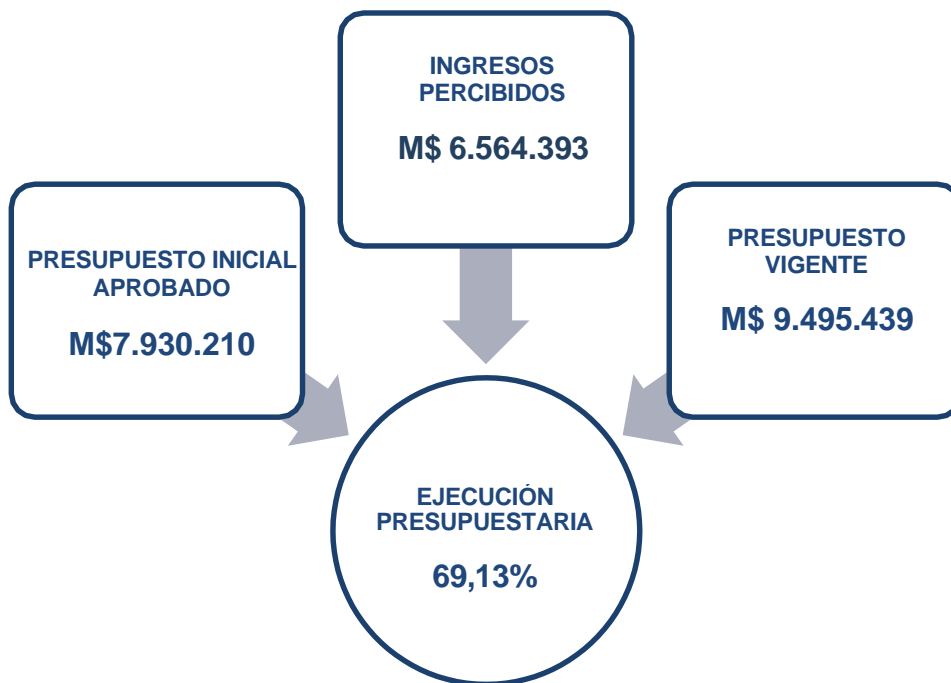 INGRESOS
PERCIBIDOS
M$ 6.564.393
PRESUPUESTO INICIAL
APROBADO
M$7.930.210
PRESUPUESTO
VIGENTE
M$ 9.495.439
EJECUCIÓN
PRESUPUESTARIA
69,13%